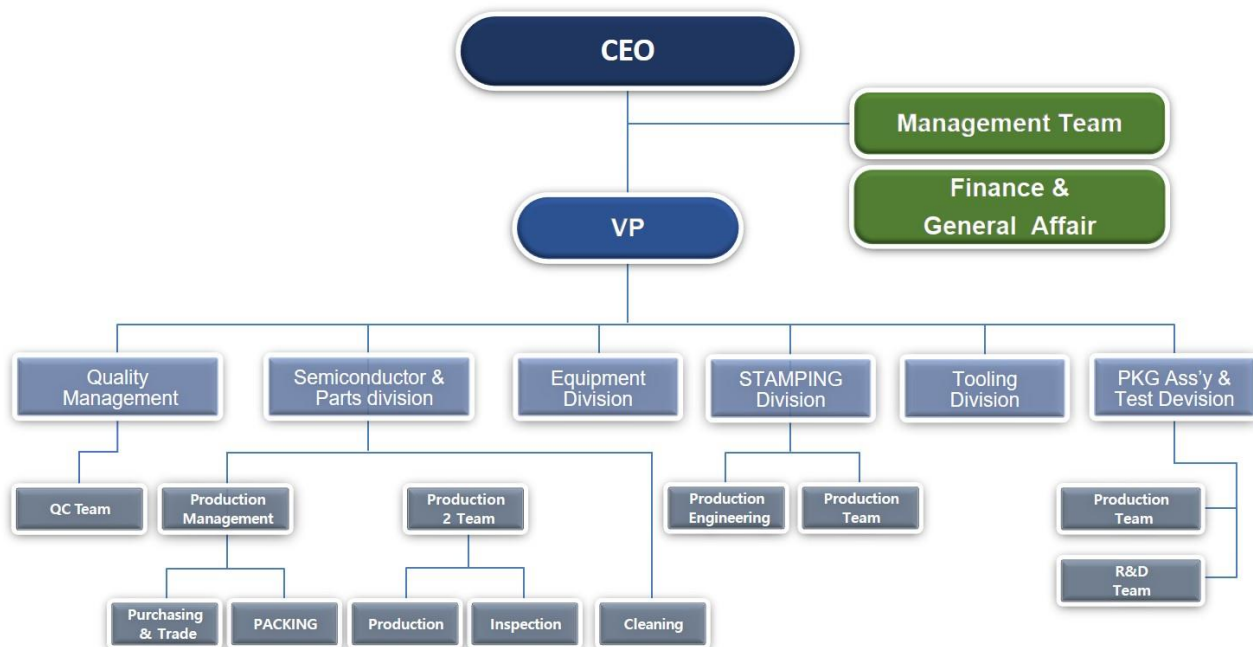 CEO
Management Team
Finance &
General Affair
VP
Quality
Management
Semiconductor &
Parts division
Equipment
Division
STAMPING
Division
Tooling
Division
PKG Ass'y &
Test Devision
QC Team
Production
Management
Production
2 Team
Production
Engineering
Production
Team
Production
Team
R&D
Team
Purchasing
& Trade
PACKING
Production
Inspection
Cleaning